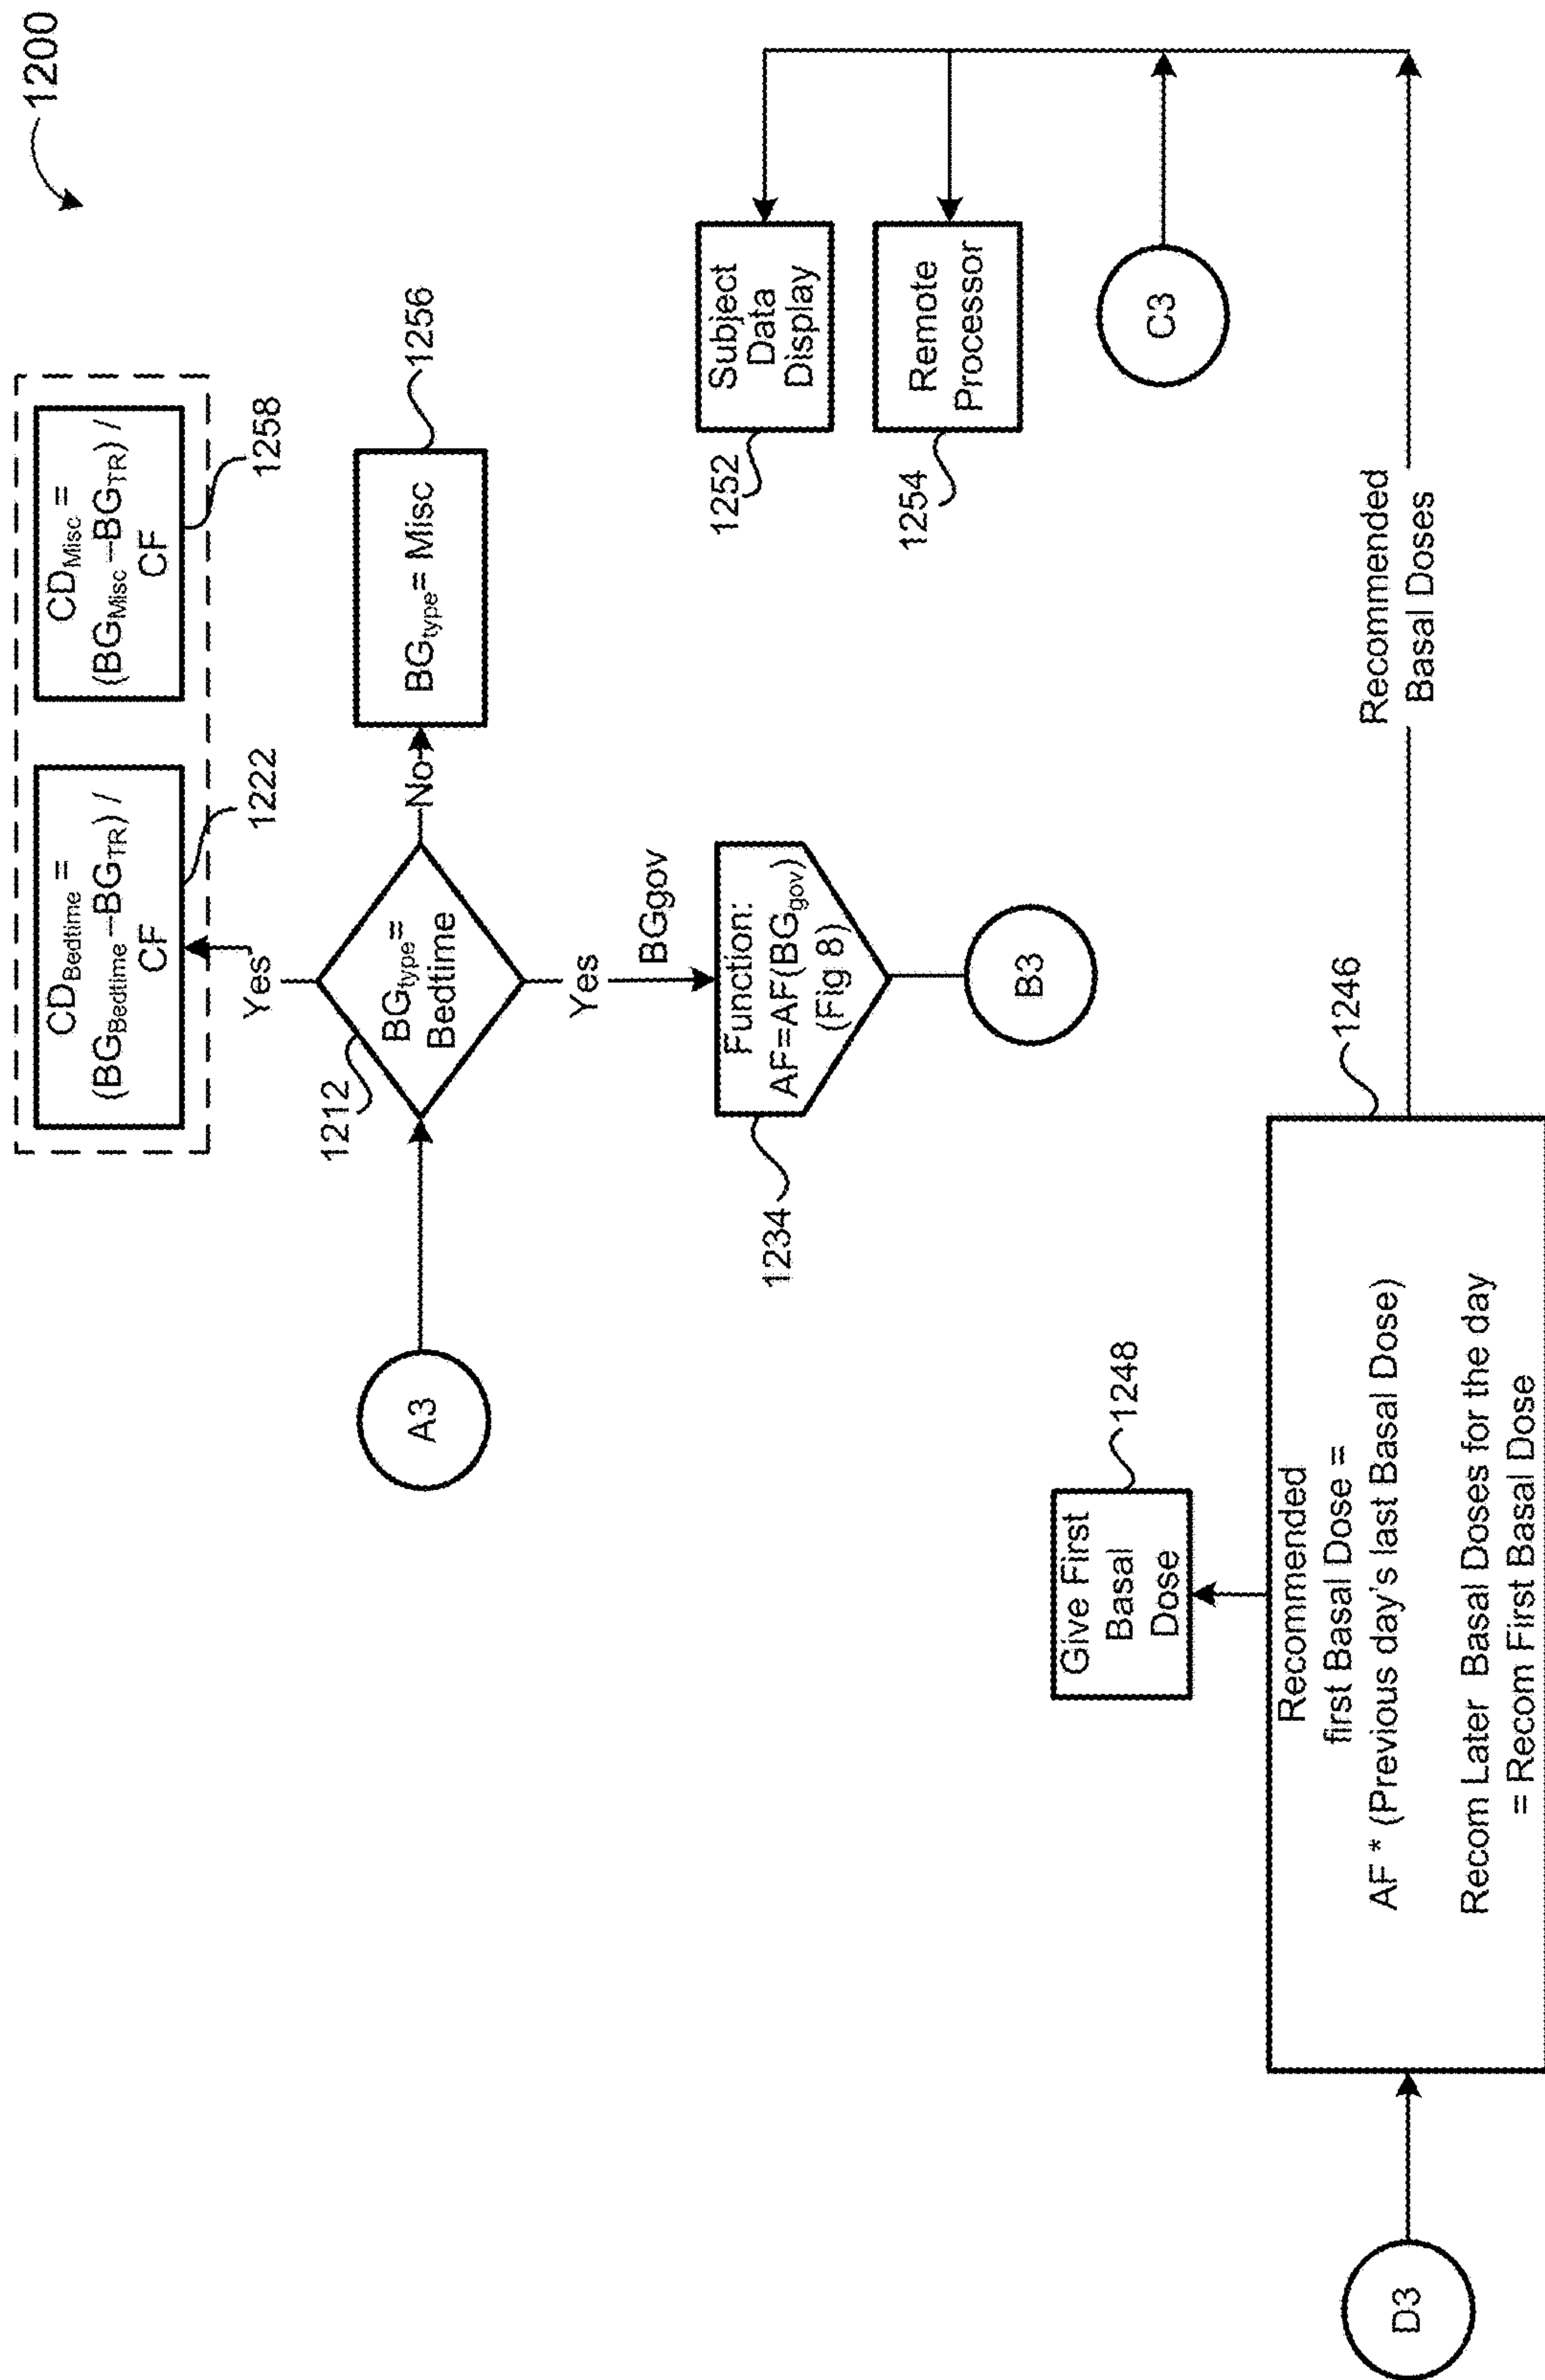 1200
CD_Bedtime =
(BG_Bedtime–BG_TR) /
CF
1222
CD_Misc =
(BG_Misc–BG_TR) /
CF
1258
Yes
A3
1212
BG_type=
Bedtime
No
BG_type= Misc
1256
Yes
BGgov
Function:
AF=AF(BG_gov)
(Fig 8)
1234
B3
Subject
Data
Display
1252
Remote
Processor
1254
C3
Give First
Basal
Dose
1248
D3
Recommended
first Basal Dose =
AF * (Previous day's last Basal Dose)
Recom Later Basal Doses for the day
= Recom First Basal Dose
1246
Recommended
Basal Doses